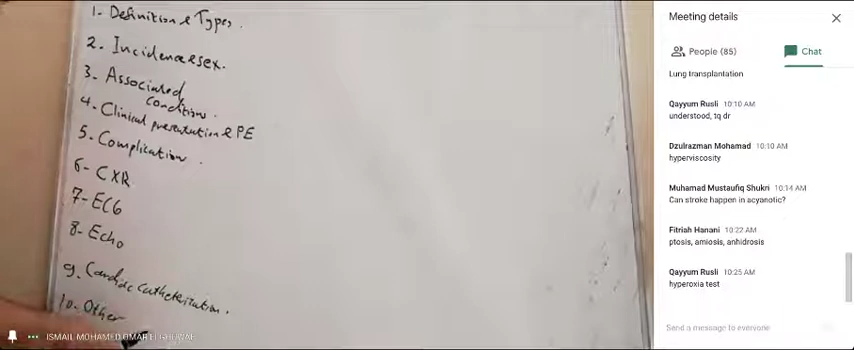 1- Definition & Types.
2. Incidence & sex.
3. Associated
conditions.
4. Clinical presentation & PE
5. Complication.
6- CXR
7- ECG
8- Echo
9. Cardiac catheterization.
10. Other
ISMAIL MOHAMED OMAR
Meeting details
People (85)
Chat
Lung transplantation
Qayyum Rusli 10:10 AM
understood, tq dr
Dzulrazman Mohamad 10:10 AM
hyperviscosity
Muhamad Mustaufiq Shukri 10:14 AM
Can stroke happen in acyanotic?
Fitriah Hanani 10:22 AM
ptosis, amiosis, anhidrosis
Qayyum Rusli 10:25 AM
hyperoxia test
Send a message to everyone